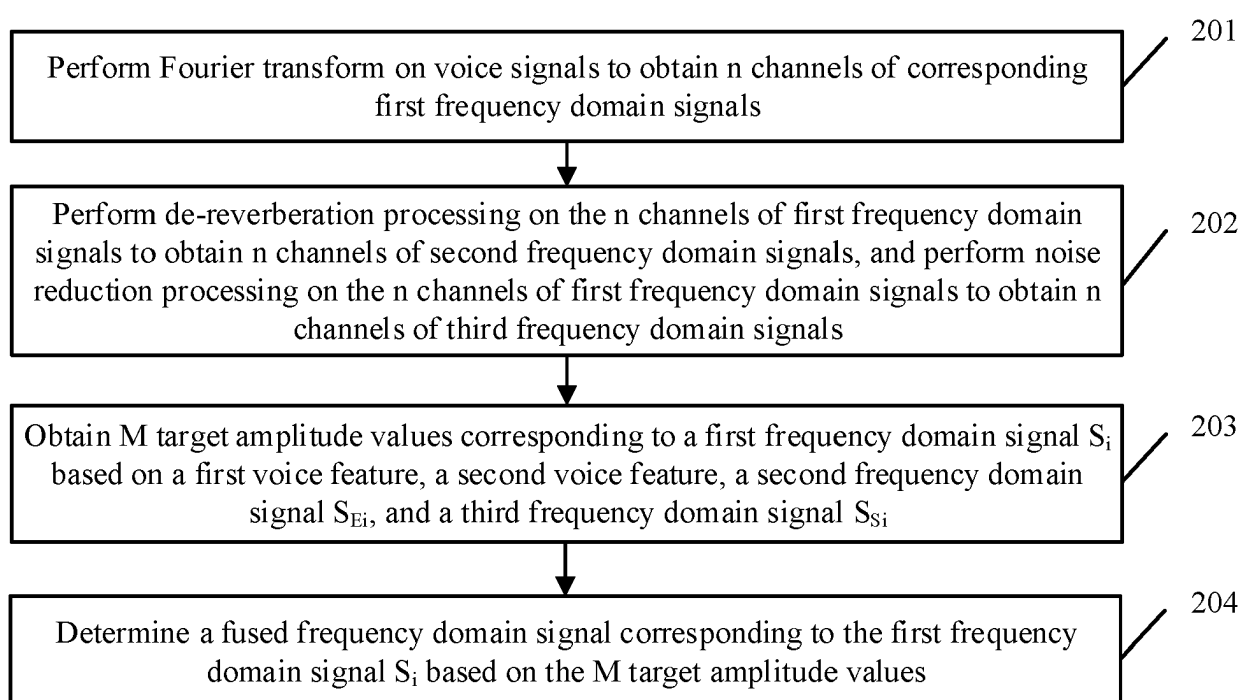 201
Perform Fourier transform on voice signals to obtain n channels of corresponding
first frequency domain signals
202
Perform de-reverberation processing on the n channels of first frequency domain
signals to obtain n channels of second frequency domain signals, and perform noise
reduction processing on the n channels of first frequency domain signals to obtain n
channels of third frequency domain signals
203
Obtain M target amplitude values corresponding to a first frequency domain signal Si
based on a first voice feature, a second voice feature, a second frequency domain
signal SEi, and a third frequency domain signal SSi
204
Determine a fused frequency domain signal corresponding to the first frequency
domain signal Si based on the M target amplitude values